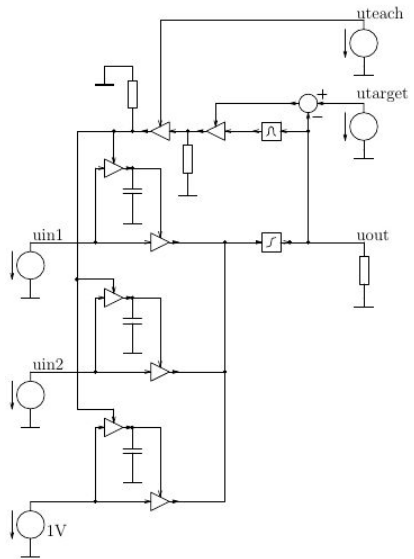 uteach
+
utarget
−
uin1
uout
uin2
1V